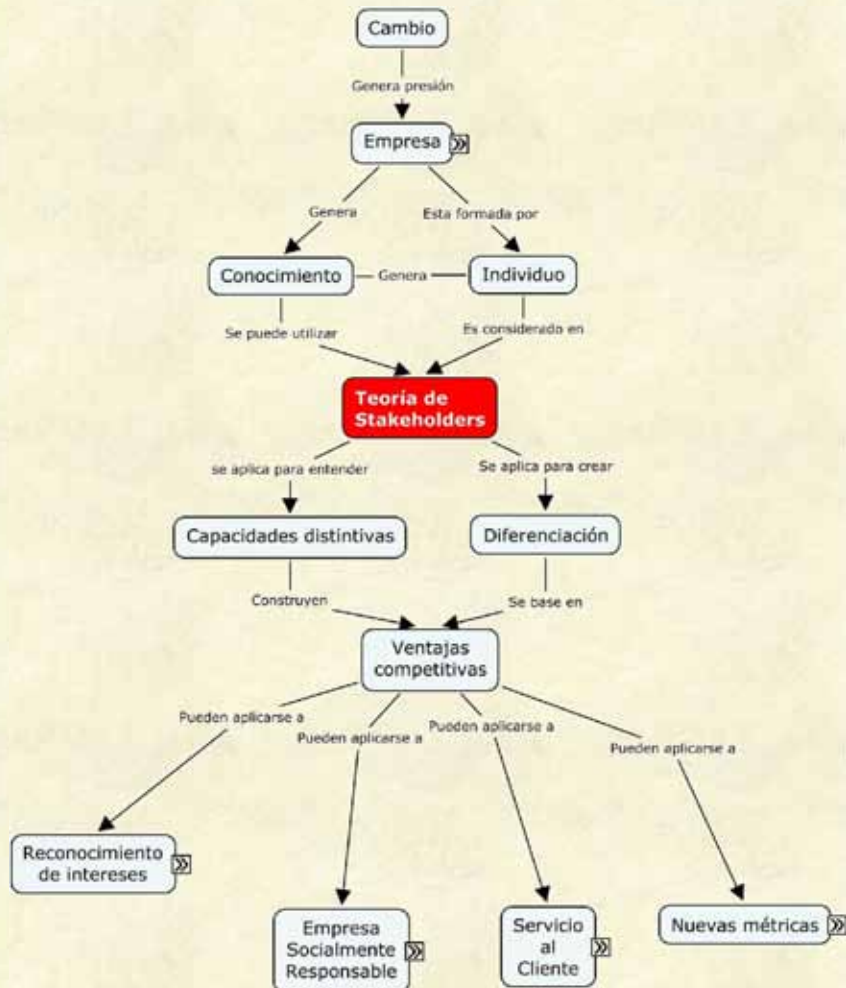 Cambio
Genera presión
Empresa
Genera
Esta formada por
Conocimiento
Genera
Individuo
Se puede utilizar
Es considerado en
Teoría de
Stakeholders
se aplica para entender
Se aplica para crear
Capacidades distintivas
Diferenciación
Construyen
Se base en
Ventajas
competitivas
Pueden aplicarse a
Pueden aplicarse a
Pueden aplicarse a
Pueden aplicarse a
Reconocimiento
de intereses
Empresa
Socialmente
Responsable
Servicio
al
Cliente
Nuevas métricas